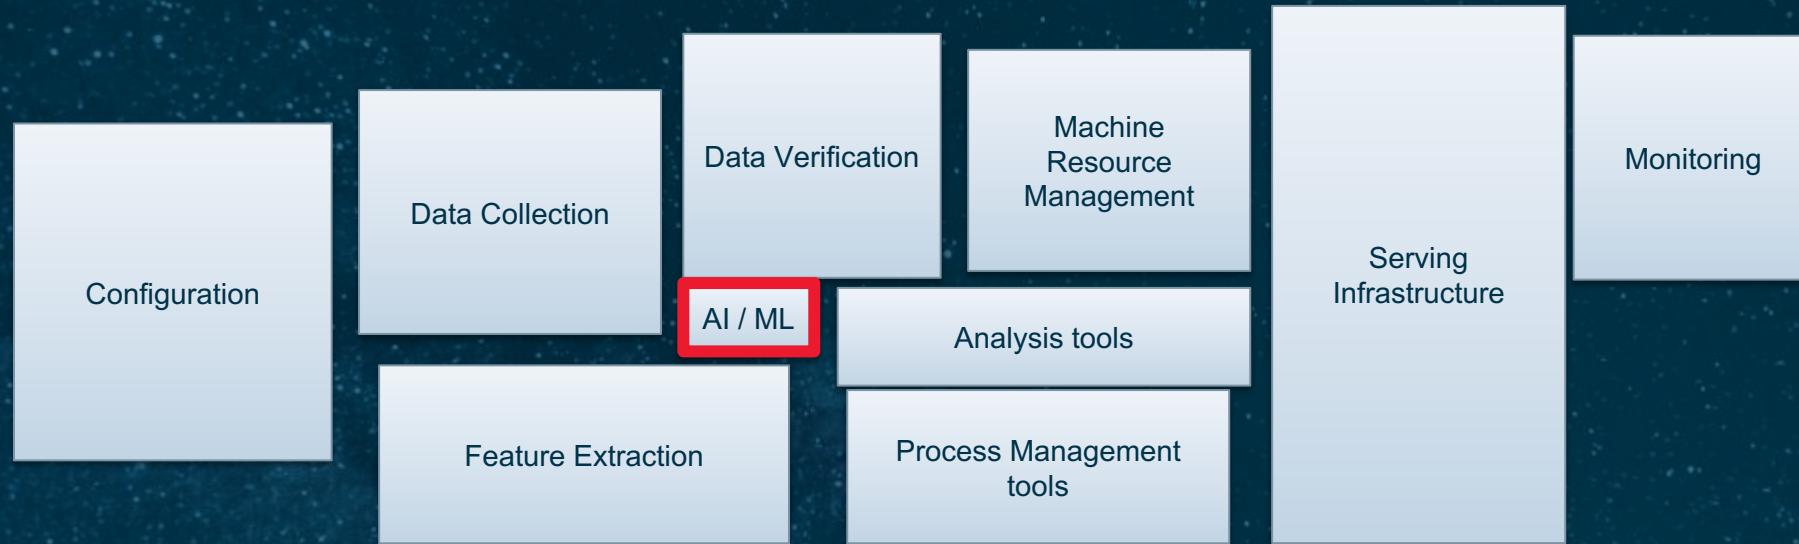 Configuration
Data Collection
Data Verification
Machine
Resource
Management
Serving
Infrastructure
Monitoring
AI / ML
Analysis tools
Feature Extraction
Process Management
tools